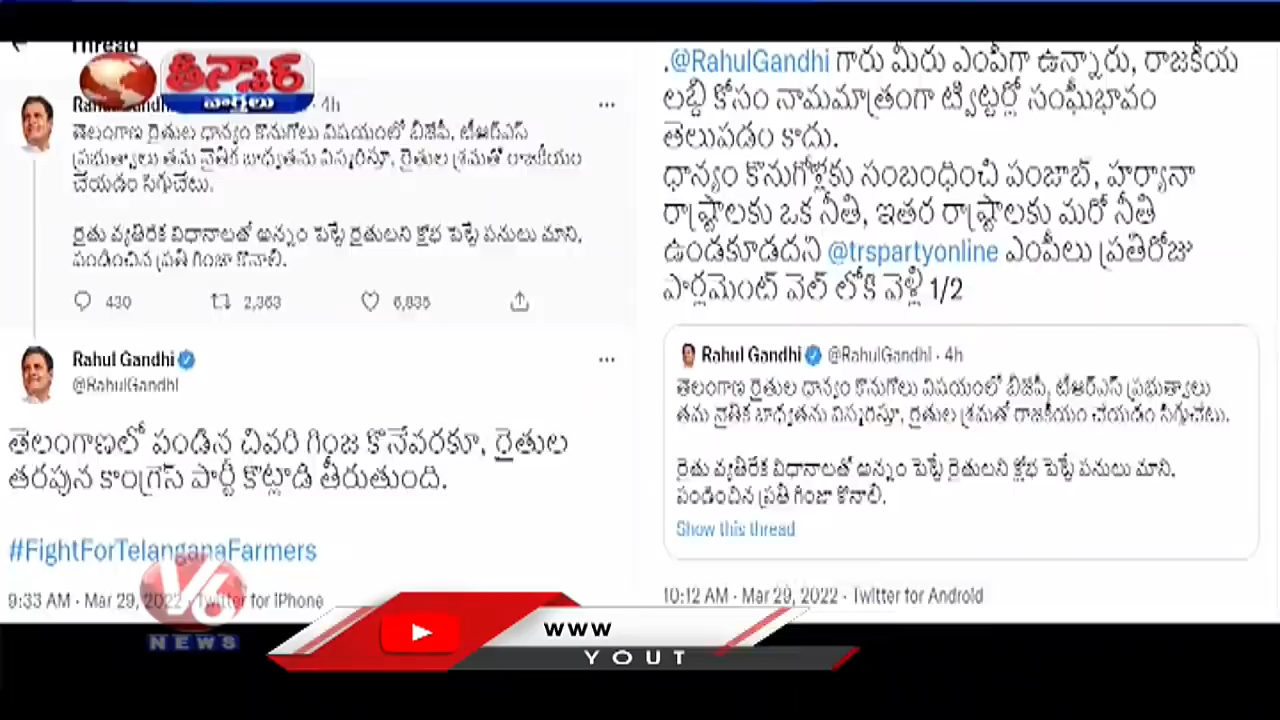 Thread
తీన్మార్
వార్తలు
Rahul Gandhi · 4h
తెలంగాణ రైతుల ధాన్యం కొనుగోలు విషయంలో బీజేపీ, టీఆర్ఎస్
ప్రభుత్వాలు తమ నైతిక బాధ్యతను విస్మరిస్తూ, రైతుల శ్రమతో రాజకీయం
చేయడం సిగ్గుచేటు.
రైతు వ్యతిరేక విధానాలతో అన్నం పెట్టే రైతులని క్షోభ పెట్టే పనులు మాని,
పండించిన ప్రతీ గింజా కొనాలి.
430 2,363 6,835
Rahul Gandhi
@RahulGandhi
తెలంగాణలో పండిన చివరి గింజ కొనేవరకూ, రైతుల
తరపున కాంగ్రెస్ పార్టీ కొట్లాడి తీరుతుంది.
#FightForTelanganaFarmers
9:33 AM · Mar 29, 2022 · Twitter for iPhone
.@RahulGandhi గారు మీరు ఎంపీగా ఉన్నారు, రాజకీయ
లబ్ది కోసం నామమాత్రంగా ట్విట్టర్లో సంఘీభావం
తెలుపడం కాదు.
ధాన్యం కొనుగోళ్లకు సంబంధించి పంజాబ్, హర్యానా
రాష్ట్రాలకు ఒక నీతి, ఇతర రాష్ట్రాలకు మరో నీతి
ఉండకూడదని @trspartyonline ఎంపీలు ప్రతిరోజు
పార్లమెంట్ వెల్ లోకి వెళ్లి 1/2
Rahul Gandhi @RahulGandhi · 4h
తెలంగాణ రైతుల ధాన్యం కొనుగోలు విషయంలో బీజేపీ, టీఆర్ఎస్ ప్రభుత్వాలు
తమ నైతిక బాధ్యతను విస్మరిస్తూ, రైతుల శ్రమతో రాజకీయం చేయడం సిగ్గుచేటు.
రైతు వ్యతిరేక విధానాలతో అన్నం పెట్టే రైతులని క్షోభ పెట్టే పనులు మాని,
పండించిన ప్రతీ గింజా కొనాలి.
Show this thread
10:12 AM · Mar 29, 2022 · Twitter for Android
V6
NEWS
www
YOUT